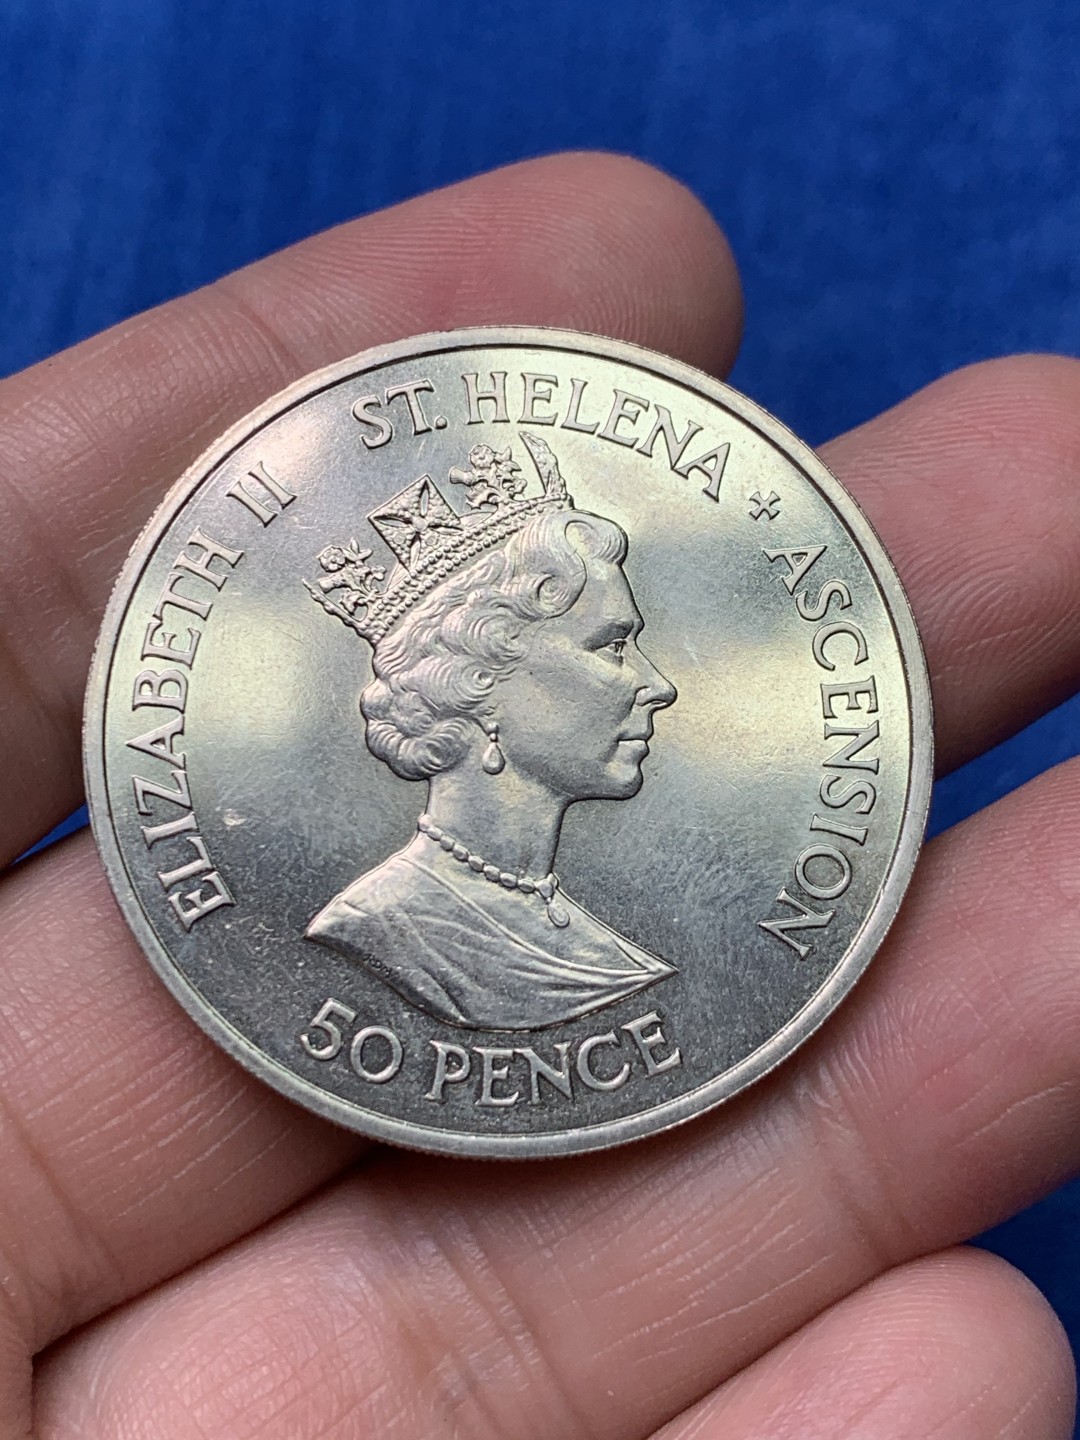 ELIZABETH II
ST. HELENA
ASCENSION
50 PENCE